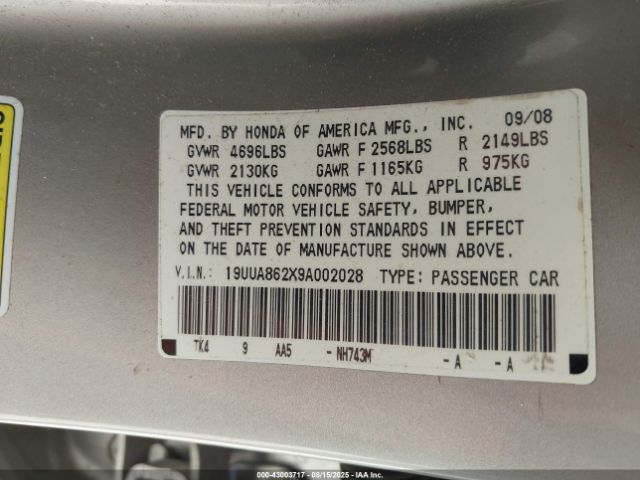 MFD. BY HONDA OF AMERICA MFG., INC. 09/08
GVWR 4696LBS GAWR F 2568LBS R 2149LBS
GVWR 2130KG GAWR F 1165KG R 975KG
THIS VEHICLE CONFORMS TO ALL APPLICABLE
FEDERAL MOTOR VEHICLE SAFETY, BUMPER,
AND THEFT PREVENTION STANDARDS IN EFFECT
ON THE DATE OF MANUFACTURE SHOWN ABOVE.
V.I.N.: 19UUA862X9A002028 TYPE: PASSENGER CAR
TK4 9 AA5 -NH743M -A -A
000-43003717 - 08/15/2025 - COPYRIGHT IAA, LLC